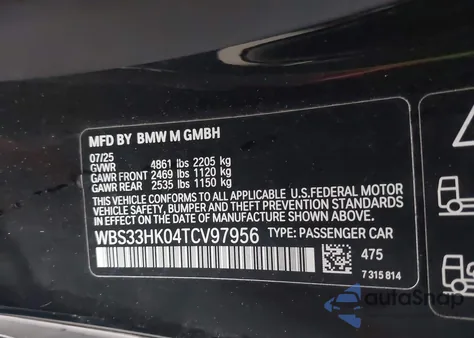 MFD BY BMW M GMBH
07/25
GVWR 4861 lbs 2205 kg
GAWR FRONT 2469 lbs 1120 kg
GAWR REAR 2535 lbs 1150 kg
THIS VEHICLE CONFORMS TO ALL APPLICABLE U.S.FEDERAL MOTOR
VEHICLE SAFETY, BUMPER, AND THEFT PREVENTION STANDARDS
IN EFFECT ON THE DATE OF MANUFACTURE SHOWN ABOVE.
WBS33HK04TCV97956 TYPE: PASSENGER CAR
475
7 315 814
autoSnap